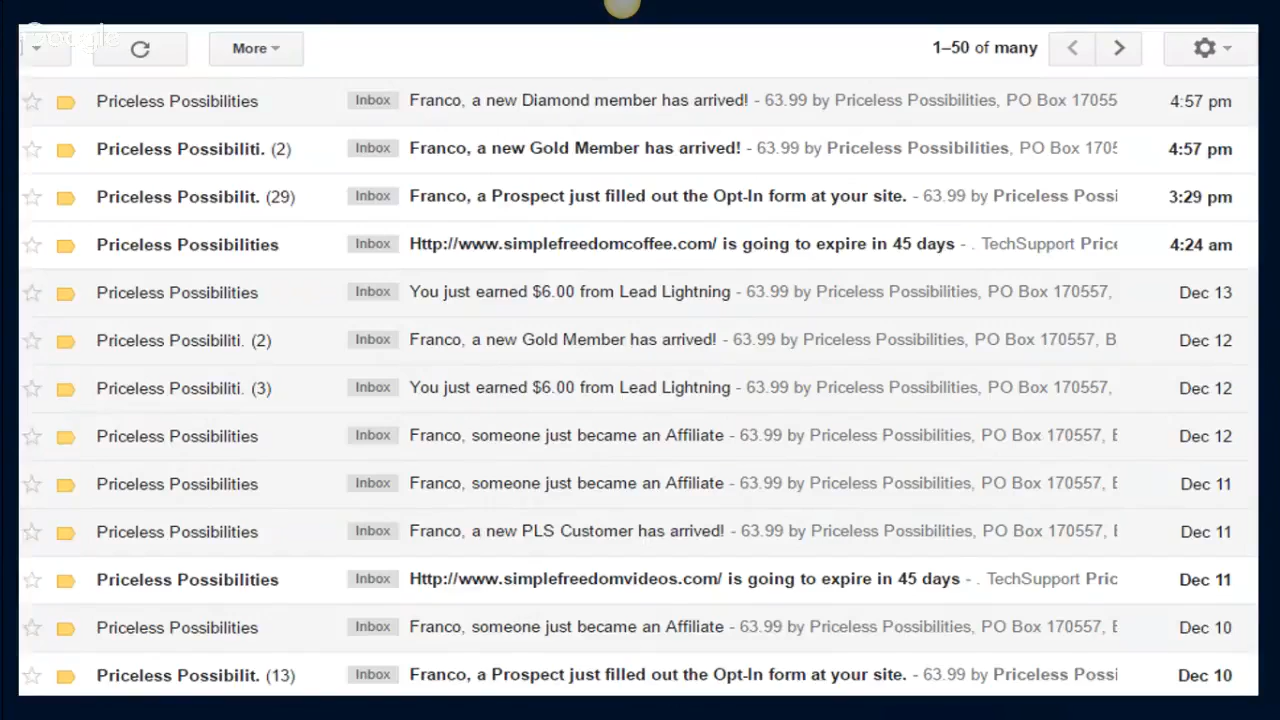 Google
More
1–50 of many
Priceless Possibilities Inbox Franco, a new Diamond member has arrived! - 63.99 by Priceless Possibilities, PO Box 17055 4:57 pm
Priceless Possibiliti. (2) Inbox Franco, a new Gold Member has arrived! - 63.99 by Priceless Possibilities, PO Box 1705 4:57 pm
Priceless Possibilit. (29) Inbox Franco, a Prospect just filled out the Opt-In form at your site. - 63.99 by Priceless Possi 3:29 pm
Priceless Possibilities Inbox Http://www.simplefreedomcoffee.com/ is going to expire in 45 days - . TechSupport Price 4:24 am
Priceless Possibilities Inbox You just earned $6.00 from Lead Lightning - 63.99 by Priceless Possibilities, PO Box 170557, Dec 13
Priceless Possibiliti. (2) Inbox Franco, a new Gold Member has arrived! - 63.99 by Priceless Possibilities, PO Box 170557, B Dec 12
Priceless Possibiliti. (3) Inbox You just earned $6.00 from Lead Lightning - 63.99 by Priceless Possibilities, PO Box 170557, Dec 12
Priceless Possibilities Inbox Franco, someone just became an Affiliate - 63.99 by Priceless Possibilities, PO Box 170557, Dec 12
Priceless Possibilities Inbox Franco, someone just became an Affiliate - 63.99 by Priceless Possibilities, PO Box 170557, Dec 11
Priceless Possibilities Inbox Franco, a new PLS Customer has arrived! - 63.99 by Priceless Possibilities, PO Box 170557, Dec 11
Priceless Possibilities Inbox Http://www.simplefreedomvideos.com/ is going to expire in 45 days - . TechSupport Pric Dec 11
Priceless Possibilities Inbox Franco, someone just became an Affiliate - 63.99 by Priceless Possibilities, PO Box 170557, Dec 10
Priceless Possibilit. (13) Inbox Franco, a Prospect just filled out the Opt-In form at your site. - 63.99 by Priceless Possi Dec 10